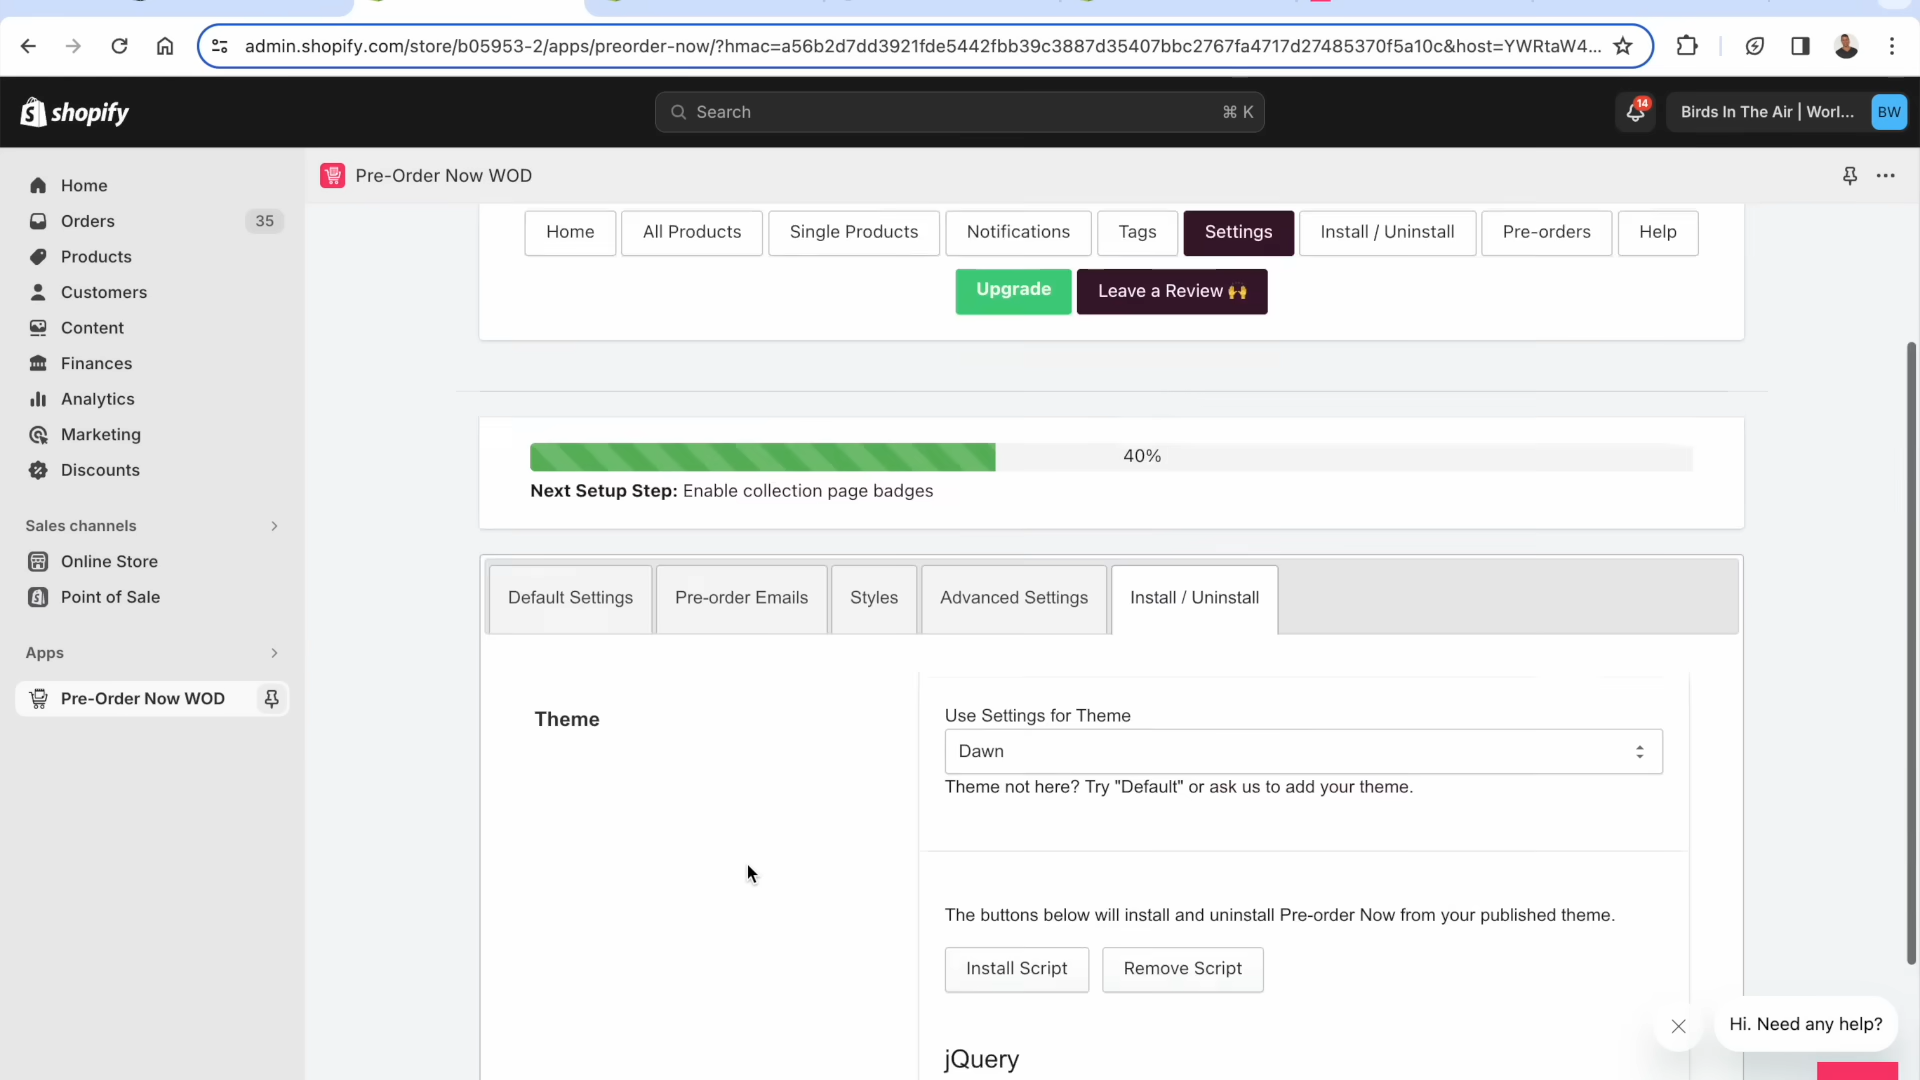 admin.shopify.com/store/b05953-2/apps/preorder-now/?hmac=a56b2d7dd3921fde5442fbb39c3887d35407bbc2767fa4717d27485370f5a10c&host=YWRtaW4...
shopify
Search
⌘ K
14
Birds In The Air | Worl...
BW
Home
Orders
35
Products
Customers
Content
Finances
Analytics
Marketing
Discounts
Sales channels
Online Store
Point of Sale
Apps
Pre-Order Now WOD
Pre-Order Now WOD
Home
All Products
Single Products
Notifications
Tags
Settings
Install / Uninstall
Pre-orders
Help
Upgrade
Leave a Review 🙌
40%
Next Setup Step: Enable collection page badges
Default Settings
Pre-order Emails
Styles
Advanced Settings
Install / Uninstall
Theme
Use Settings for Theme
Dawn
Theme not here? Try "Default" or ask us to add your theme.
The buttons below will install and uninstall Pre-order Now from your published theme.
Install Script
Remove Script
jQuery
Hi. Need any help?